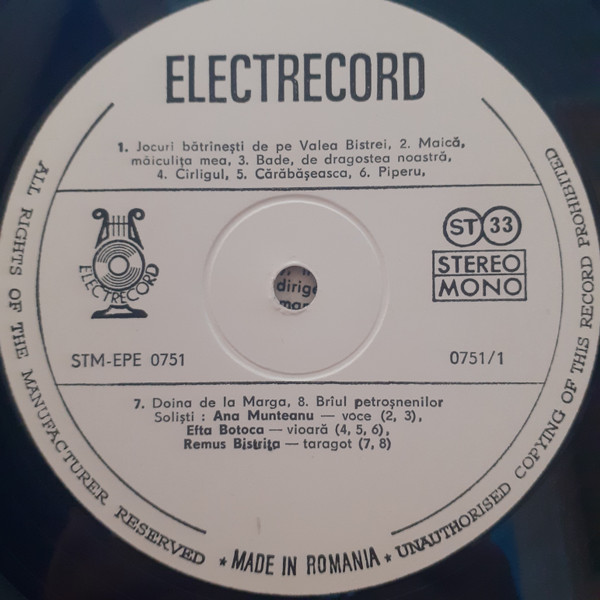 ELECTRECORD
1. Jocuri bătrînești de pe Valea Bistrei, 2. Maică,
măiculița mea, 3. Bade, de dragostea noastră,
4. Cîrligul, 5. Cărăbășeasca, 6. Piperu,
ELECTRECORD
ST 33
STEREO
MONO
dirige
STM-EPE 0751
0751/1
7. Doina de la Marga, 8. Brîul petroșnenilor
Soliști : Ana Munteanu — voce (2, 3),
Efta Botoca — vioară (4, 5, 6),
Remus Bistrița — taragot (7, 8)
ALL RIGHTS OF THE MANUFACTURER RESERVED ★ MADE IN ROMANIA ★ UNAUTHORISED COPYING OF THIS RECORD PROHIBITED